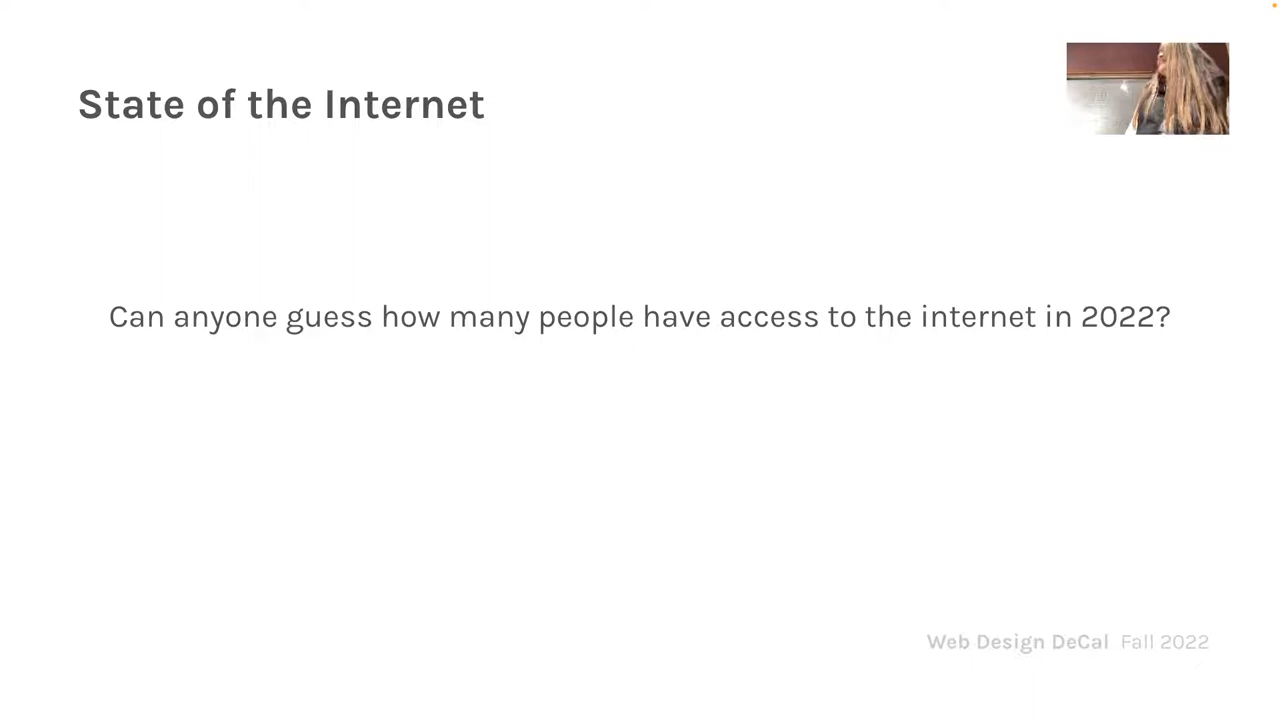 State of the Internet
Can anyone guess how many people have access to the internet in 2022?
Web Design DeCal Fall 2022